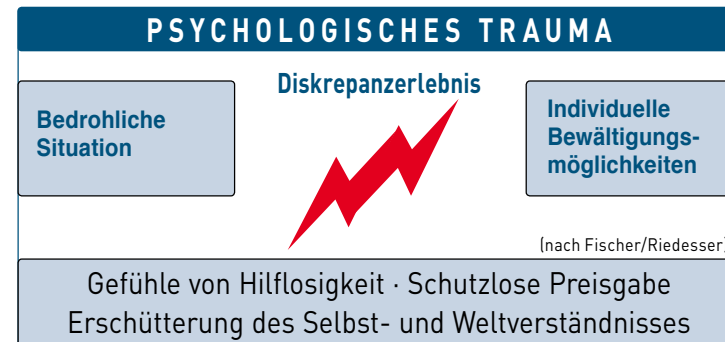 PSYCHOLOGISCHES TRAUMA
Diskrepanzerlebnis
Bedrohliche
Situation
Individuelle
Bewältigungs-
möglichkeiten
(nach Fischer/Riedesser)
Gefühle von Hilflosigkeit · Schutzlose Preisgabe
Erschütterung des Selbst- und Weltverständnisses